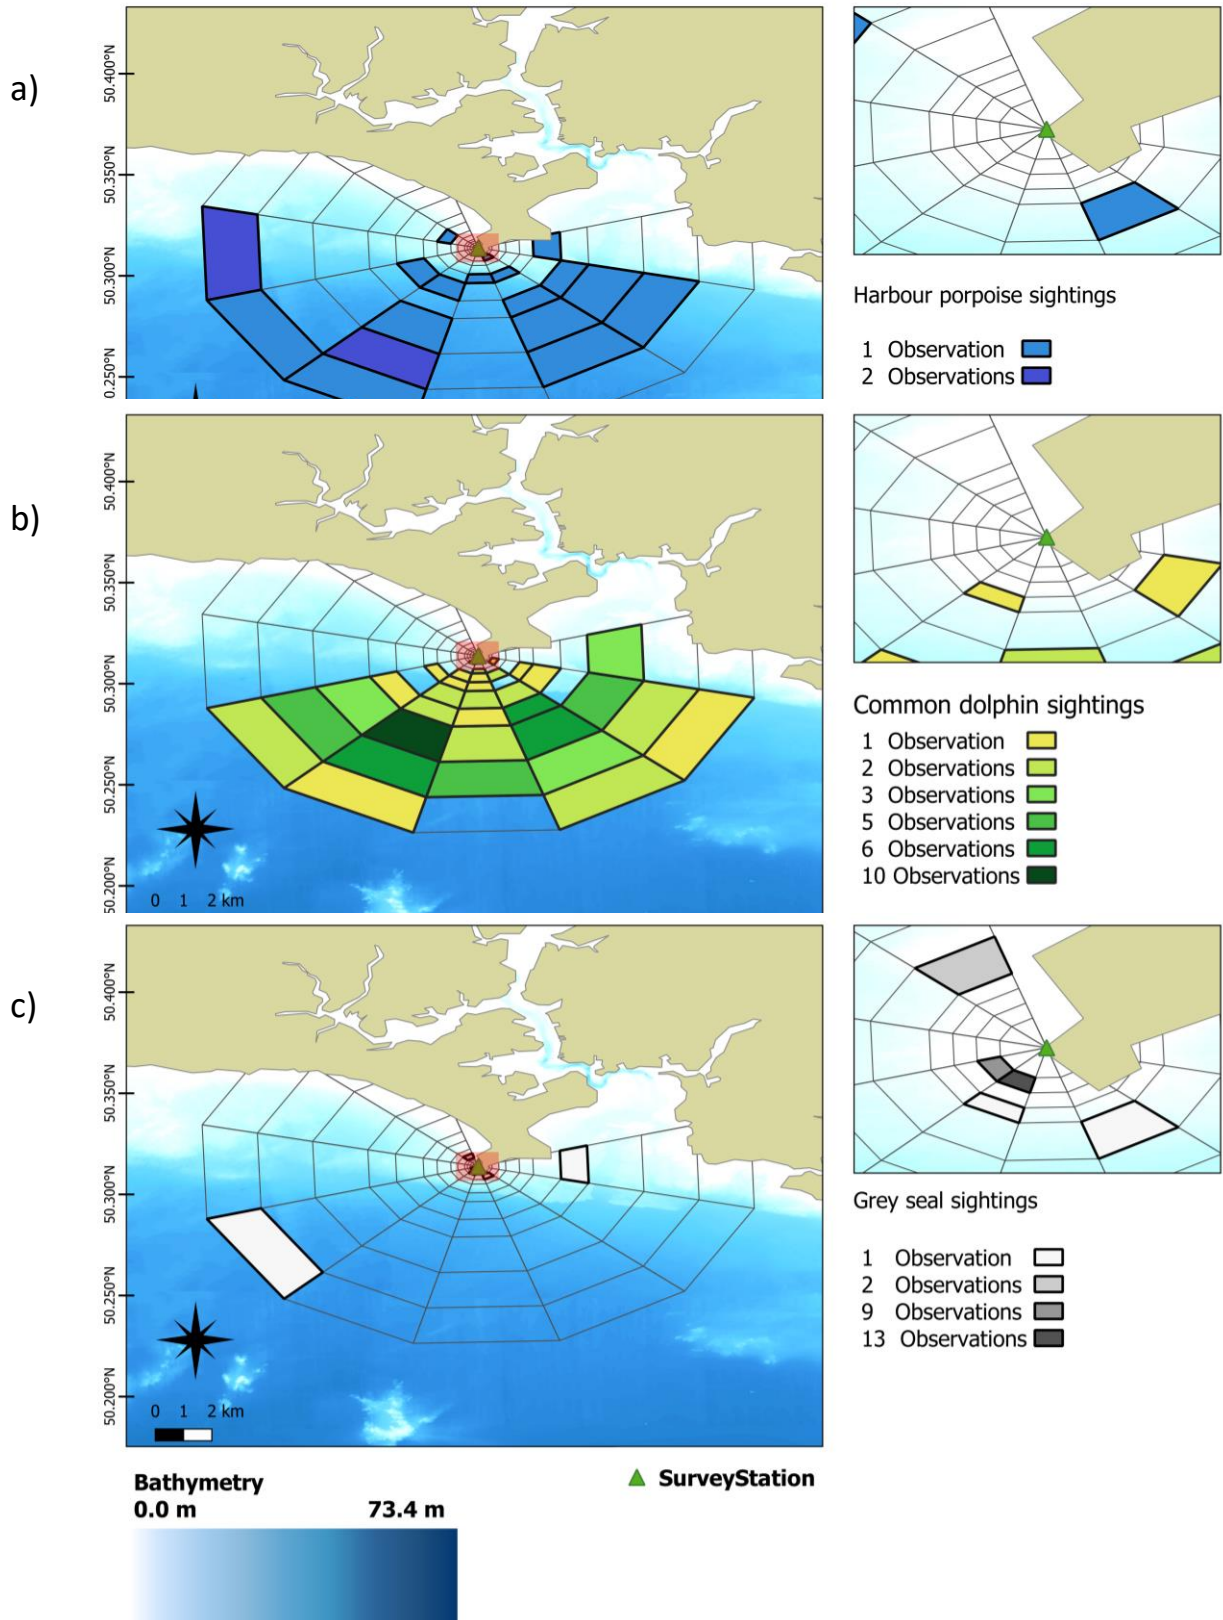 a)
50.400°N
50.350°N
50.300°N
0.250°N
Harbour porpoise sightings
1 Observation
2 Observations
b)
50.400°N
50.350°N
50.300°N
50.250°N
50.200°N
0 1 2 km
Common dolphin sightings
1 Observation
2 Observations
3 Observations
5 Observations
6 Observations
10 Observations
c)
50.400°N
50.350°N
50.300°N
50.250°N
50.200°N
0 1 2 km
Grey seal sightings
1 Observation
2 Observations
9 Observations
13 Observations
Bathymetry
0.0 m 73.4 m
SurveyStation